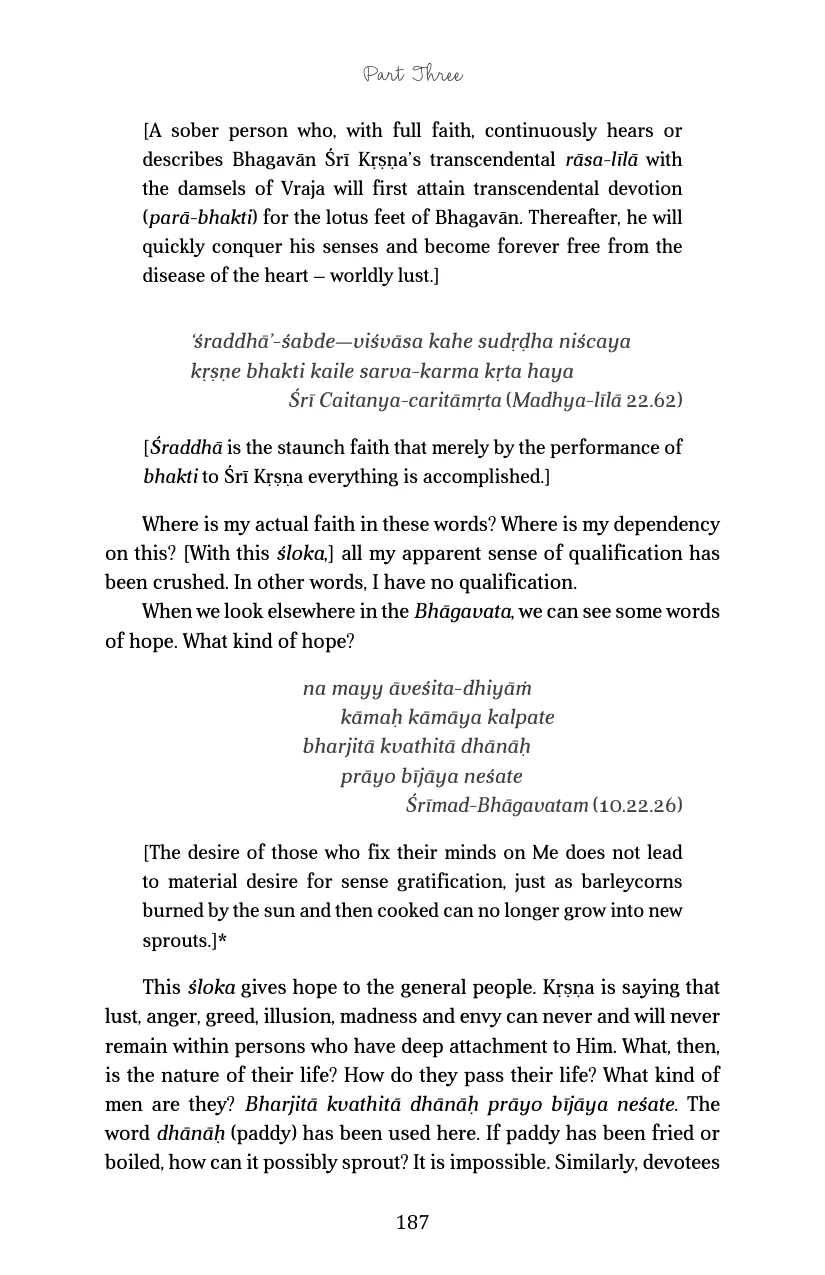 Part Three
[A sober person who, with full faith, continuously hears or
describes Bhagavān Śrī Kṛṣṇa’s transcendental rāsa-līlā with
the damsels of Vraja will first attain transcendental devotion
(parā-bhakti) for the lotus feet of Bhagavān. Thereafter, he will
quickly conquer his senses and become forever free from the
disease of the heart – worldly lust.]
‘śraddhā’-śabde—viśvāsa kahe sudṛḍha niścaya
kṛṣṇe bhakti kaile sarva-karma kṛta haya
Śrī Caitanya-caritāmṛta (Madhya-līlā 22.62)
[Śraddhā is the staunch faith that merely by the performance of
bhakti to Śrī Kṛṣṇa everything is accomplished.]
Where is my actual faith in these words? Where is my dependency
on this? [With this śloka,] all my apparent sense of qualification has
been crushed. In other words, I have no qualification.
When we look elsewhere in the Bhāgavata, we can see some words
of hope. What kind of hope?
na mayy āveśita-dhiyāṁ
kāmaḥ kāmāya kalpate
bharjitā kvathitā dhānāḥ
prāyo bījāya neśate
Śrīmad-Bhāgavatam (10.22.26)
[The desire of those who fix their minds on Me does not lead
to material desire for sense gratification, just as barleycorns
burned by the sun and then cooked can no longer grow into new
sprouts.]*
This śloka gives hope to the general people. Kṛṣṇa is saying that
lust, anger, greed, illusion, madness and envy can never and will never
remain within persons who have deep attachment to Him. What, then,
is the nature of their life? How do they pass their life? What kind of
men are they? Bharjitā kvathitā dhānāḥ prāyo bījāya neśate. The
word dhānāḥ (paddy) has been used here. If paddy has been fried or
boiled, how can it possibly sprout? It is impossible. Similarly, devotees
187